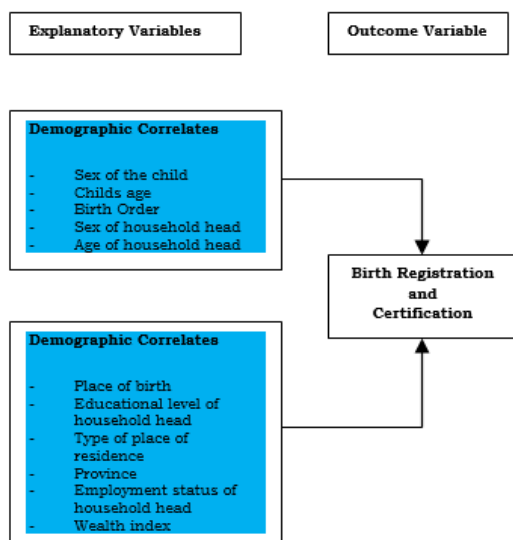 Explanatory Variables
Outcome Variable
Demographic Correlates
- Sex of the child
- Childs age
- Birth Order
- Sex of household head
- Age of household head
Birth Registration
and
Certification
Demographic Correlates
- Place of birth
- Educational level of
household head
- Type of place of
residence
- Province
- Employment status of
household head
- Wealth index